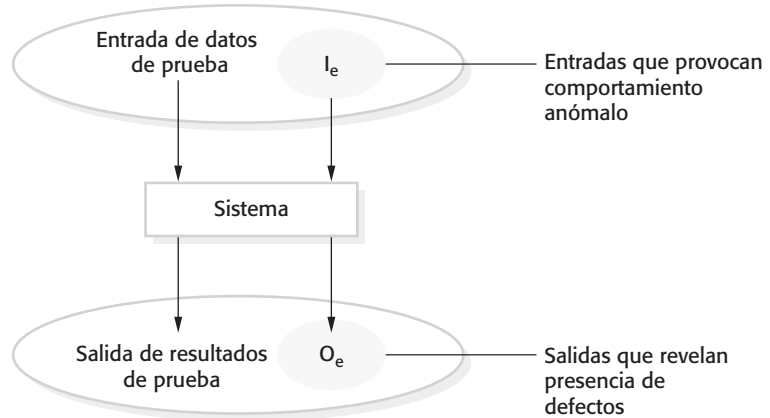 Entrada de datos
de prueba
Iₑ
Entradas que provocan
comportamiento
anómalo
Sistema
Salida de resultados
de prueba
Oₑ
Salidas que revelan
presencia de
defectos